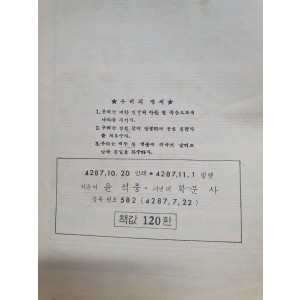 ★ 우리의 맹세 ★
1. 우리는 대한 민국의 아들 딸 죽음으로써
나라를 지키자.
2. 우리는 강철 같이 단결하여 공산 침략자
를 쳐부수자.
3. 우리는 백두 산 영봉에 태극기 날리고
남북 통일을 완수하자.
4287,10.20 인쇄 * 4287,11,1 발행
지은이 윤석중 · 펴낸데 학문사
등록 번호 582 (4287,7,22)
책값 120환